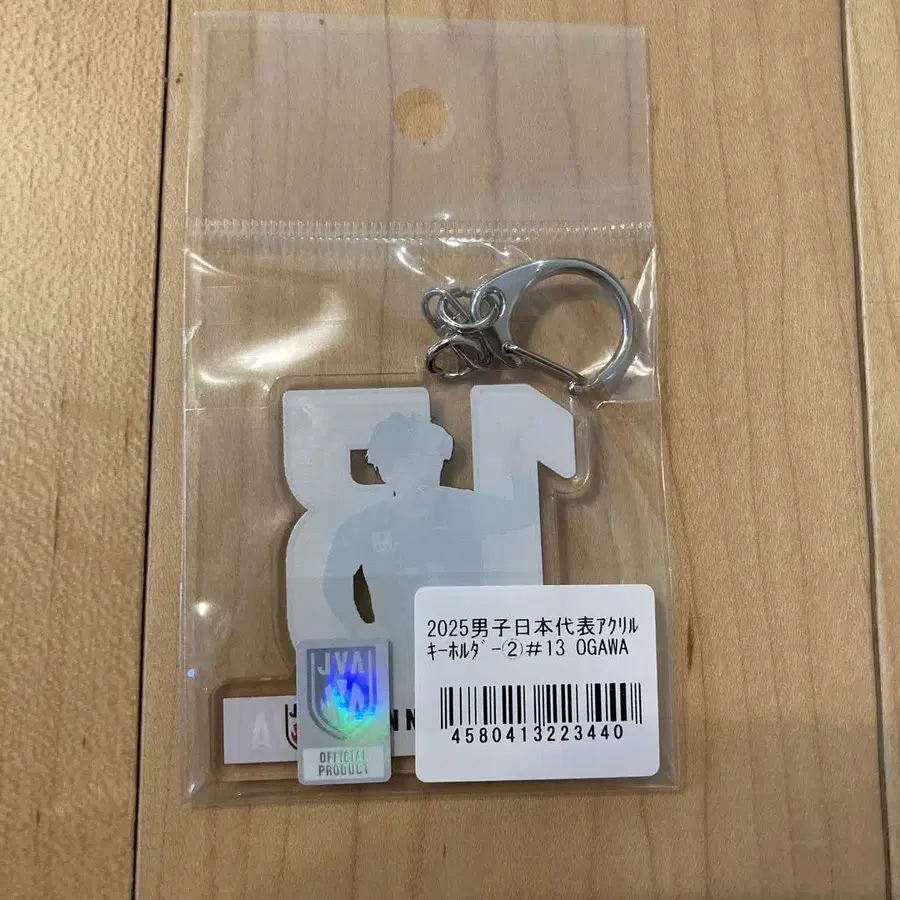 2025男子日本代表ｱｸﾘﾙ
ｷｰﾎﾙﾀﾞｰ②#13 OGAWA
4580413223440
JVA
OFFICIAL
PRODUCT
A
NN